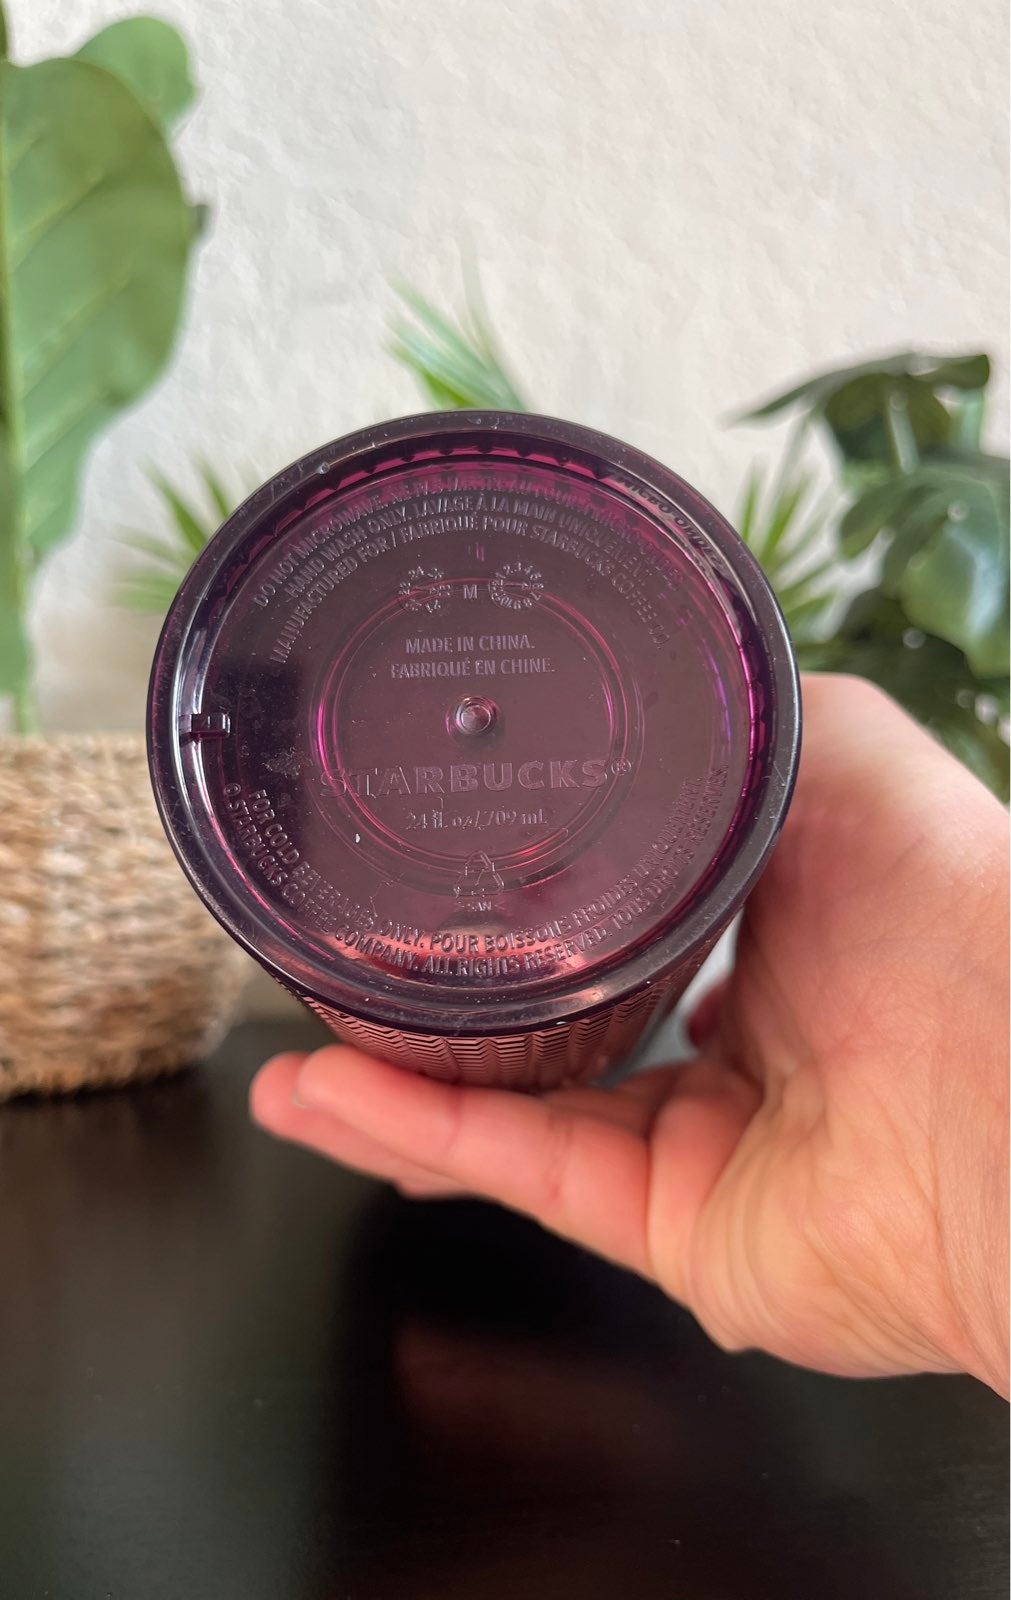 DO NOT MICROWAVE.
HAND WASH ONLY. LAVAGE À LA MAIN UNIQUEMENT.
MANUFACTURED FOR / FABRIQUÉ POUR STARBUCKS COFFEE CO.
M
MADE IN CHINA.
FABRIQUÉ EN CHINE.
STARBUCKS®
24 fl oz/709 mL
>SAN<
FOR COLD BEVERAGES ONLY. POUR BOISSONS FROIDES UNIQUEMENT.
© STARBUCKS COFFEE COMPANY. ALL RIGHTS RESERVED. TOUS DROITS RÉSERVÉS.